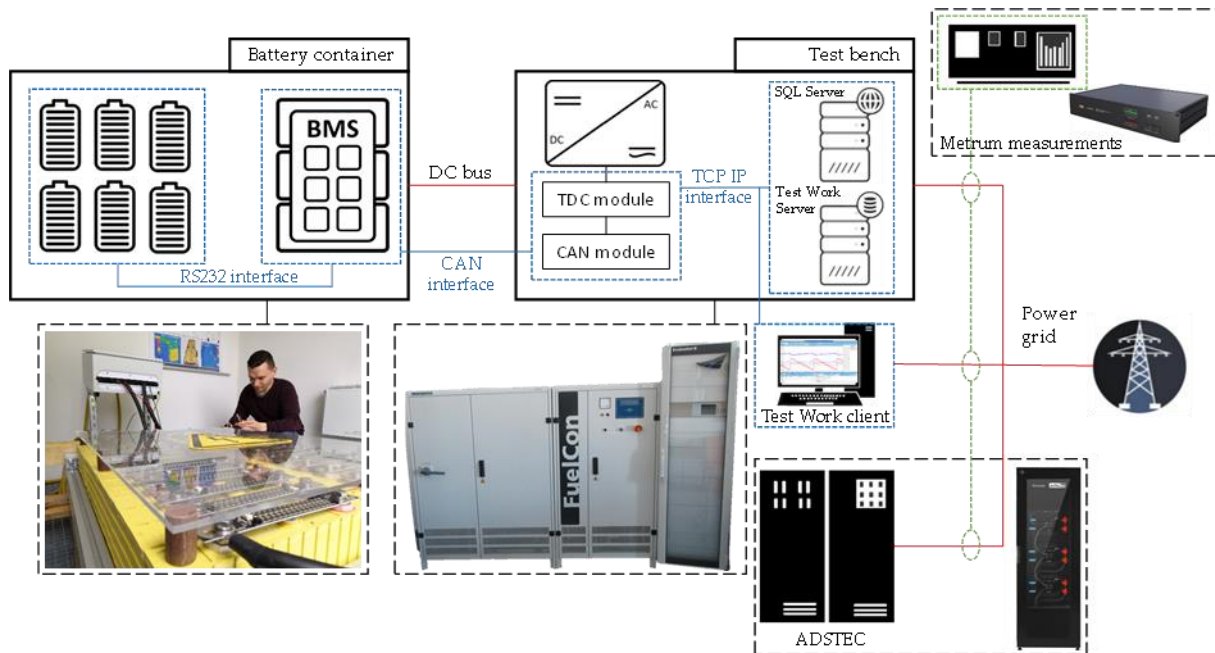 Battery container
Test bench
SQL Server
AC
BMS
DC
Metrum measurements
DC bus
TCP IP
interface
TDC module
Test Work
Server
CAN module
CAN
interface
RS232 interface
Power
grid
Test Work client
FuelCon
ADSTEC